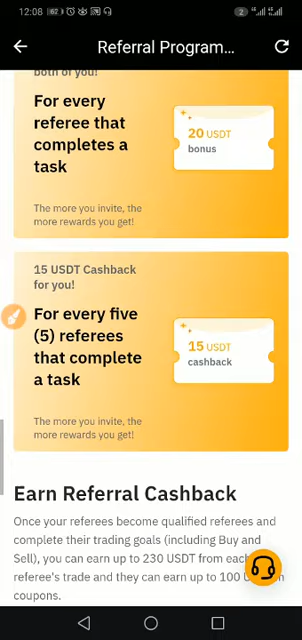 12:08
62
2
Referral Program...
both of you!
For every
referee that
completes a
task
20 USDT
bonus
The more you invite, the
more rewards you get!
15 USDT Cashback
for you!
For every five
(5) referees
that complete
a task
15 USDT
cashback
The more you invite, the
more rewards you get!
Earn Referral Cashback
Once your referees become qualified referees and
complete their trading goals (including Buy and
Sell), you can earn up to 230 USDT from each
referee's trade and they can earn up to 100 U
coupons.